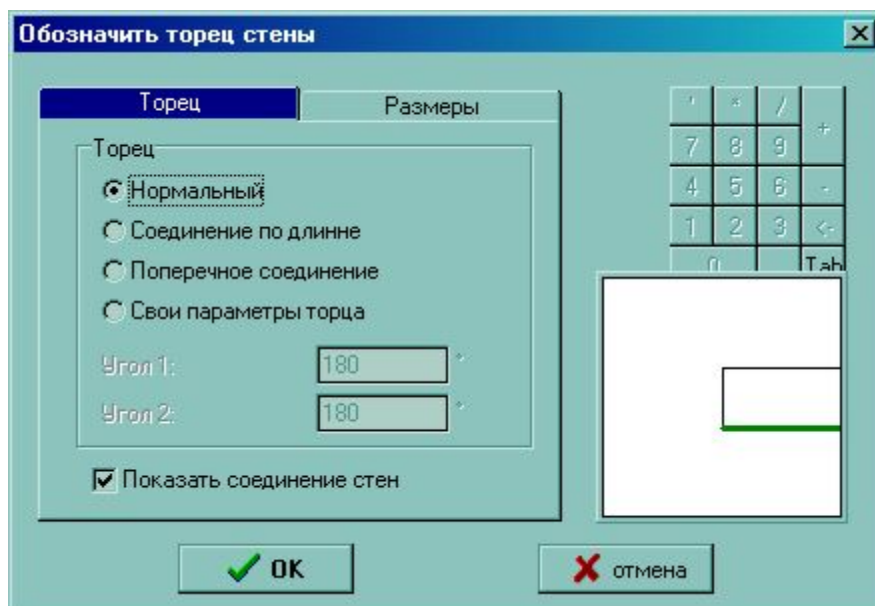 Обозначить торец стены
Торец
Размеры
' * / +
7 8 9
Торец
Нормальный
4 5 6 -
Соединение по длинне
1 2 3 <-
Поперечное соединение
0 Tab
Свои параметры торца
Угол 1: 180 °
Угол 2: 180 °
Показать соединение стен
OK
отмена